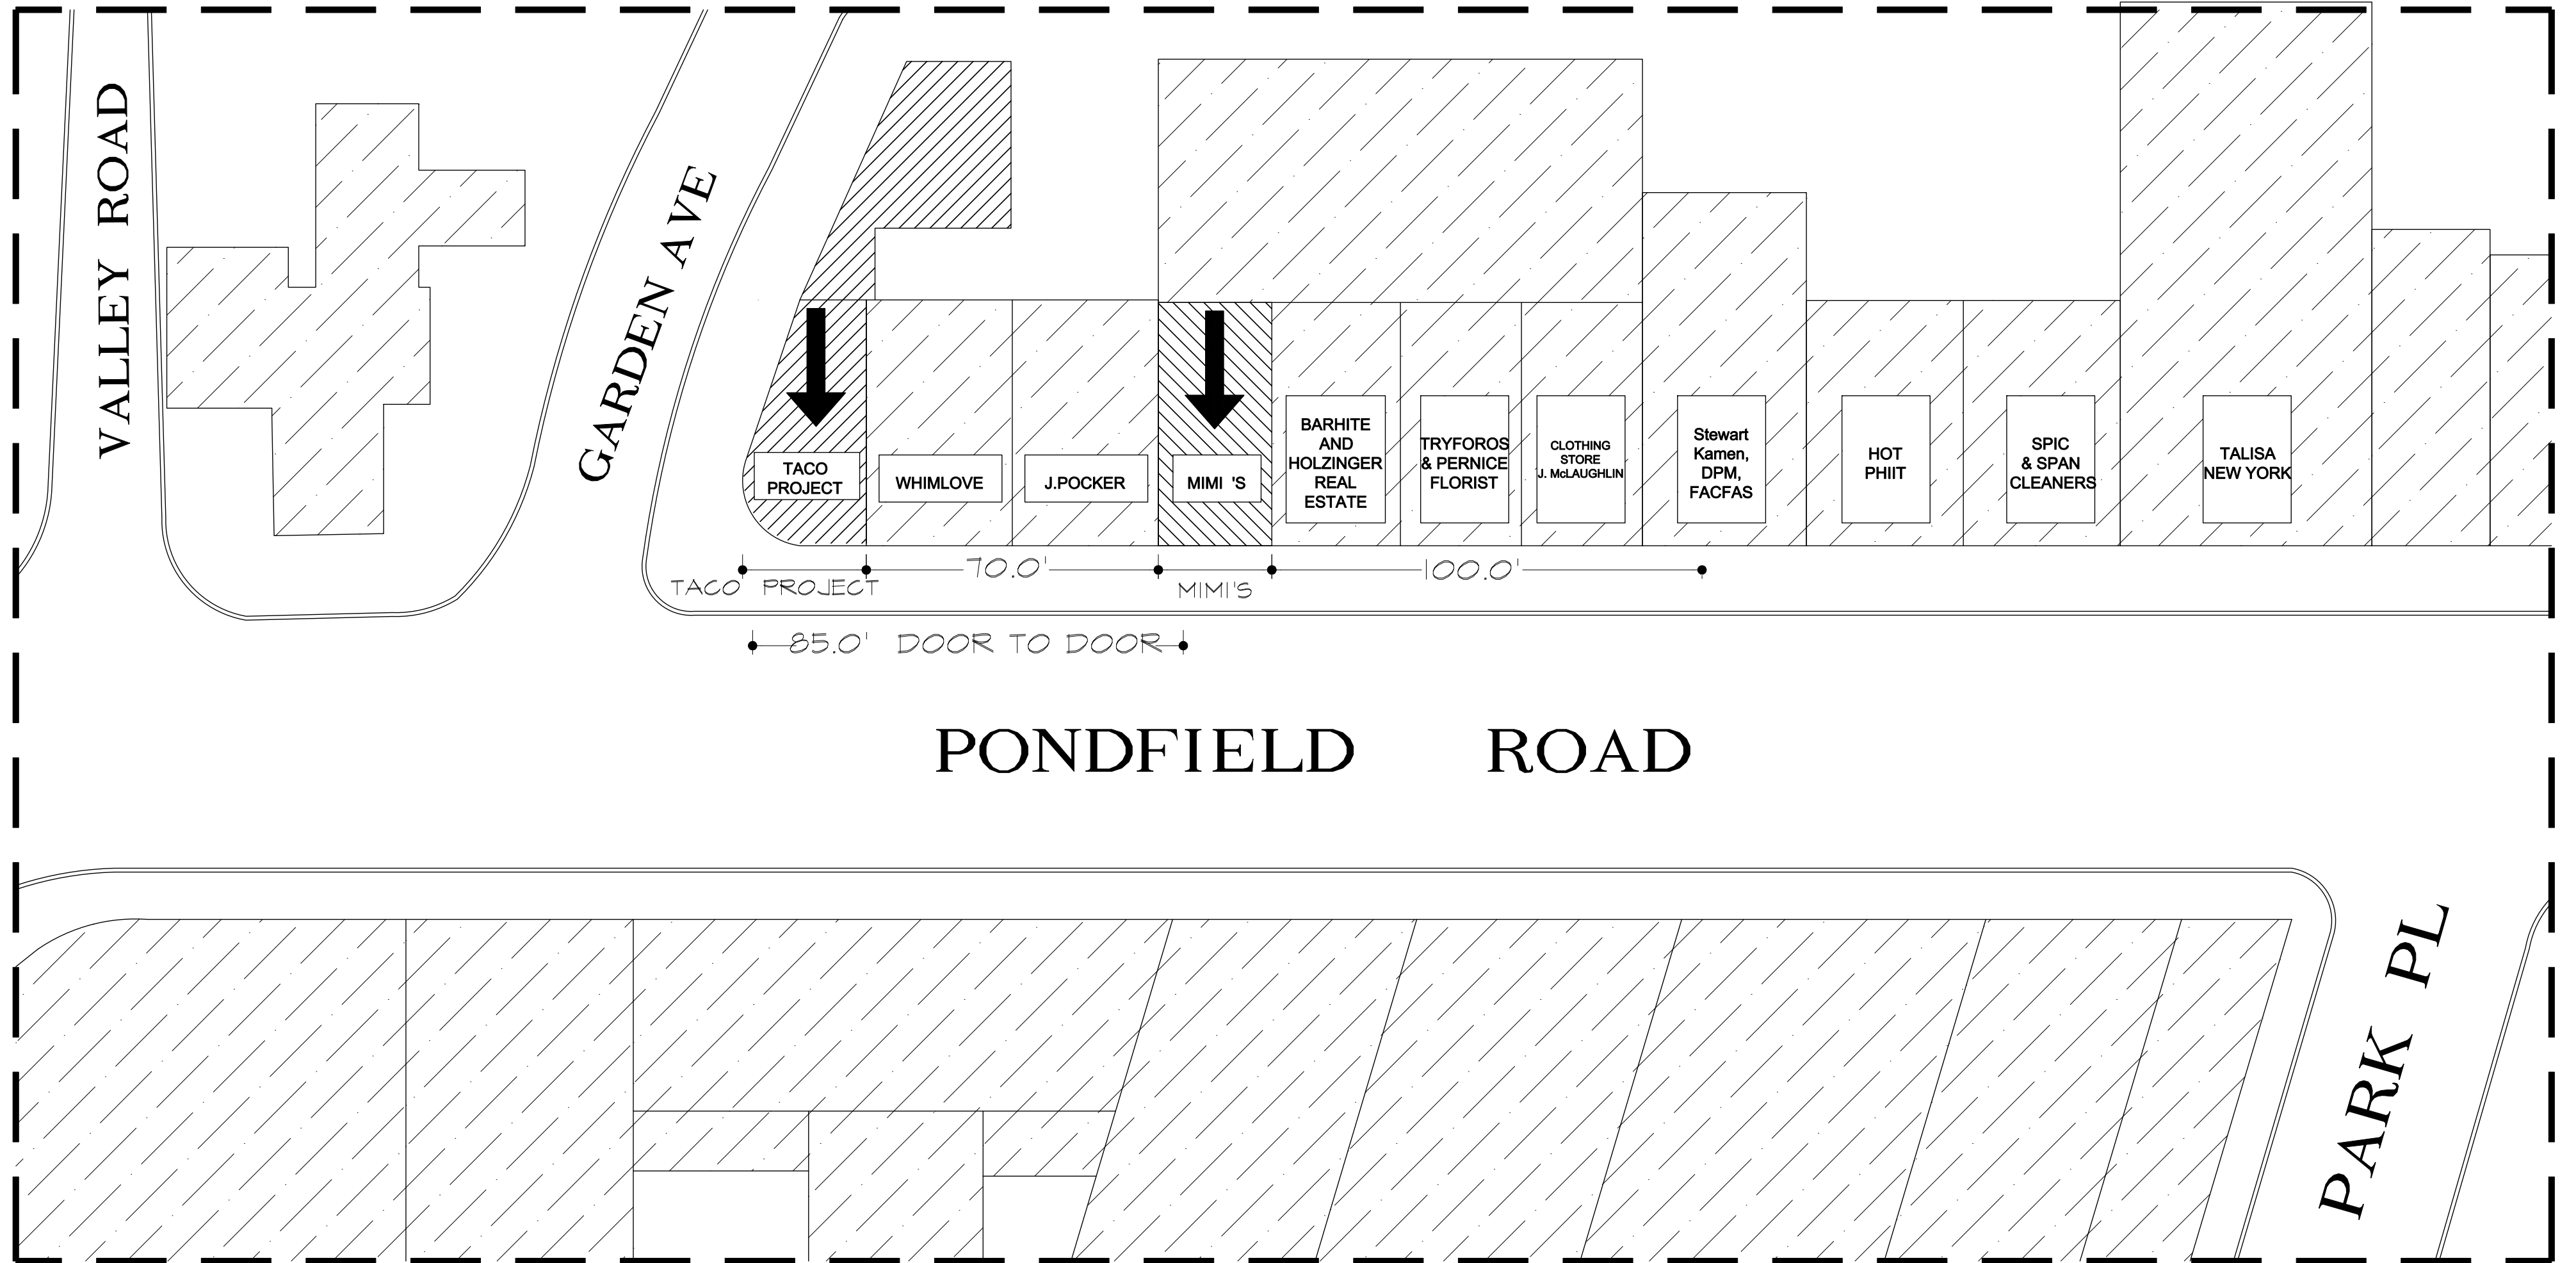 VALLEY ROAD
GARDEN AVE
TACO
PROJECT
WHIMLOVE
J.POCKER
MIMI 'S
BARHITE
AND
HOLZINGER
REAL
ESTATE
TRYFOROS
& PERNICE
FLORIST
CLOTHING
STORE
J. McLAUGHLIN
Stewart
Kamen,
DPM,
FACFAS
HOT
PHIIT
SPIC
& SPAN
CLEANERS
TALISA
NEW YORK
70.0'
100.0'
TACO PROJECT
MIMI'S
85.0' DOOR TO DOOR
PONDFIELD ROAD
PARK PL